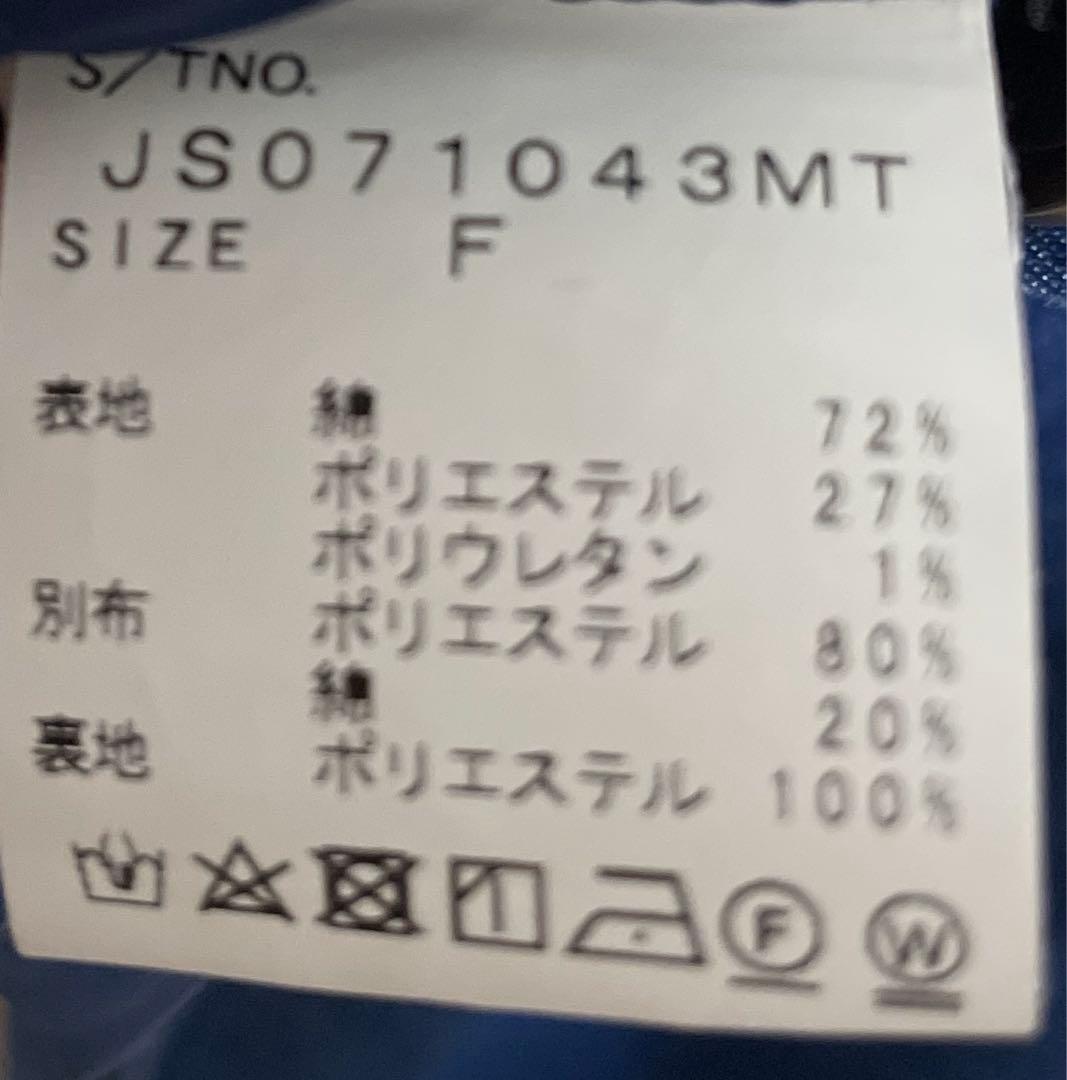 S/TNO.
JS071043MT
SIZE F
表地 綿 72%
ポリエステル 27%
ポリウレタン 1%
別布 ポリエステル 80%
綿 20%
裏地 ポリエステル 100%
F W